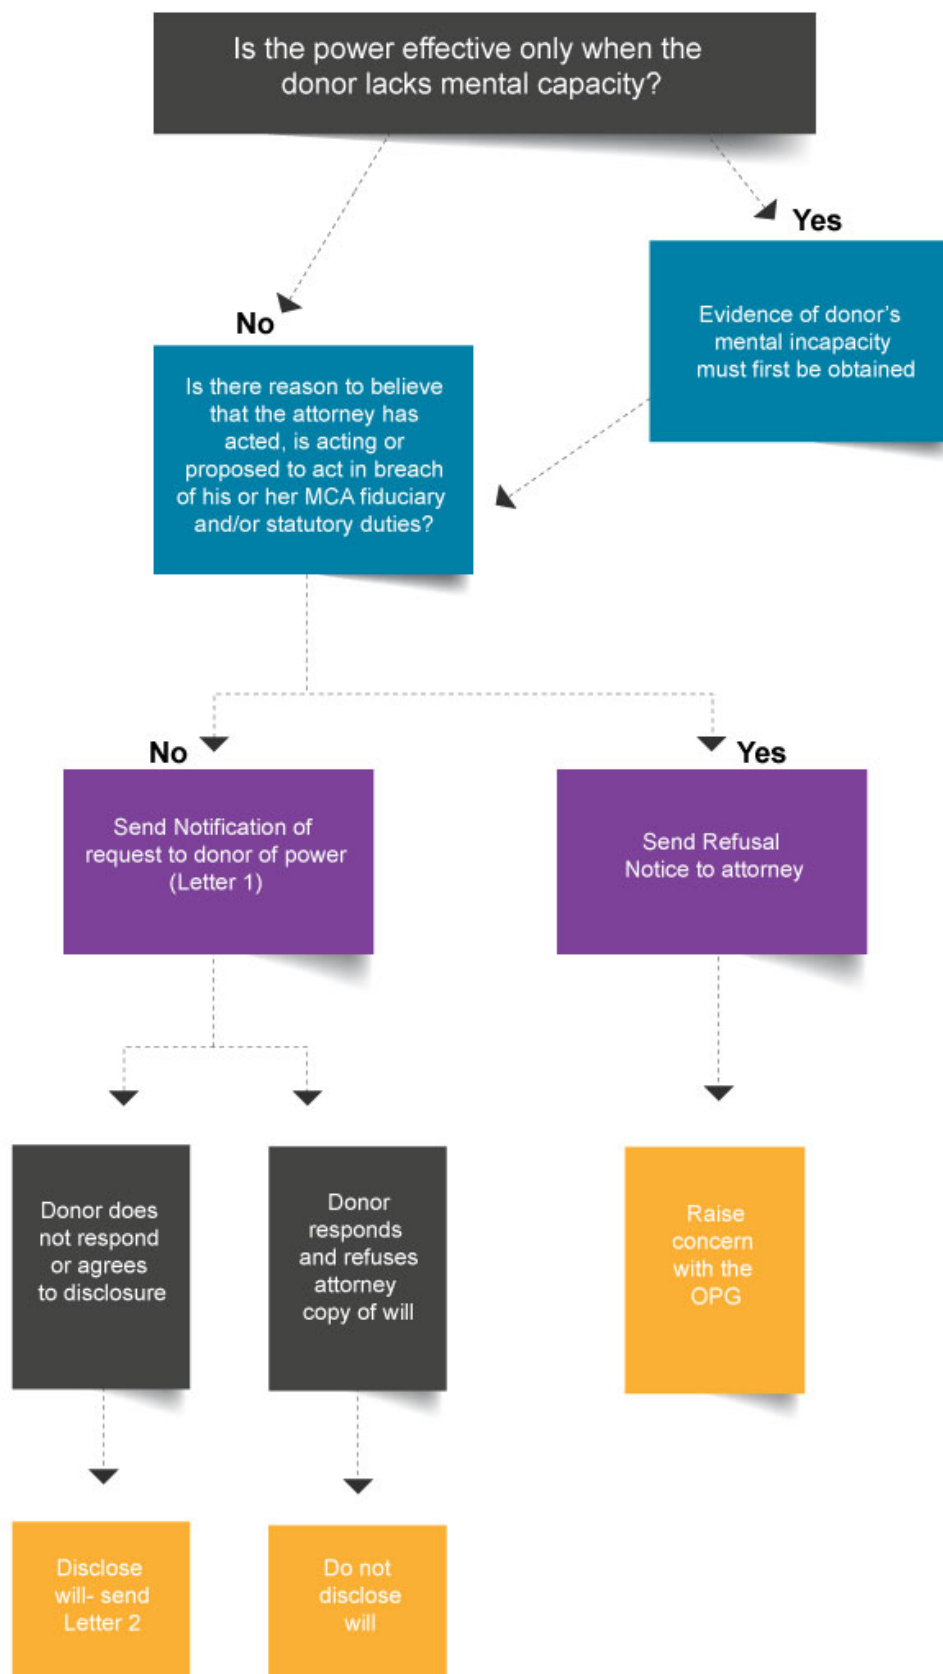 Is the power effective only when the
donor lacks mental capacity?
Yes
Evidence of donor's
mental incapacity
must first be obtained
No
Is there reason to believe
that the attorney has
acted, is acting or
proposed to act in breach
of his or her MCA fiduciary
and/or statutory duties?
No
Send Notification of
request to donor of power
(Letter 1)
Yes
Send Refusal
Notice to attorney
Donor does
not respond
or agrees
to disclosure
Donor
responds
and refuses
attorney
copy of will
Raise
concern
with the
OPG
Disclose
will- send
Letter 2
Do not
disclose
will